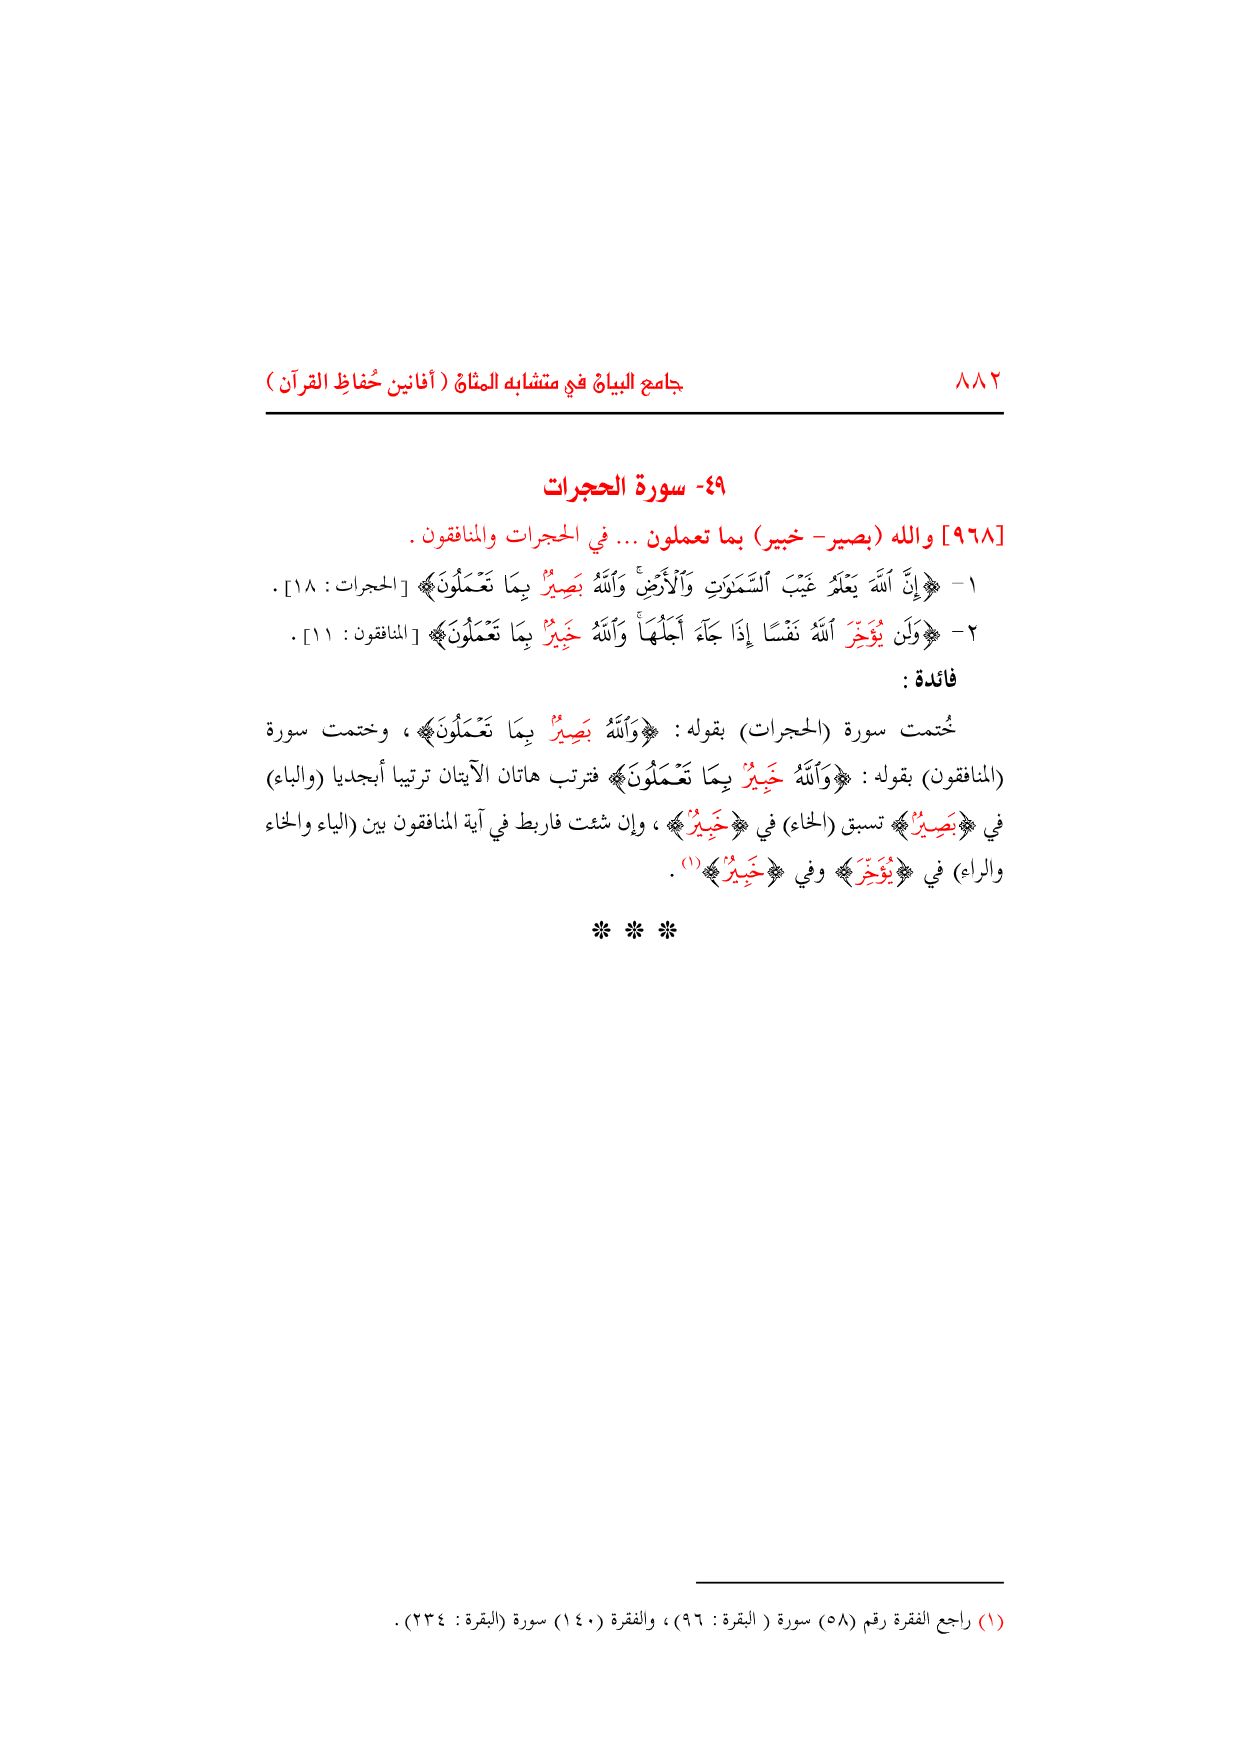 ٨٨٢ جامع البيان في متشابه المثان ( أفانين حُفاظِ القرآن )
٤٩- سورة الحجرات
[٩٦٨] والله (بصير- خبير) بما تعملون ... في الحجرات والمنافقون .
١- ﴿إِنَّ ٱللَّهَ يَعۡلَمُ غَيۡبَ ٱلسَّمَٰوَٰتِ وَٱلۡأَرۡضِۚ وَٱللَّهُ بَصِيرُۢ بِمَا تَعۡمَلُونَ﴾ [الحجرات : ١٨] .
٢- ﴿وَلَن يُؤَخِّرَ ٱللَّهُ نَفۡسًا إِذَا جَآءَ أَجَلُهَاۚ وَٱللَّهُ خَبِيرُۢ بِمَا تَعۡمَلُونَ﴾ [المنافقون : ١١] .
فائدة :
خُتمت سورة (الحجرات) بقوله : ﴿وَٱللَّهُ بَصِيرُۢ بِمَا تَعۡمَلُونَ﴾ ، وختمت سورة
(المنافقون) بقوله : ﴿وَٱللَّهُ خَبِيرُۢ بِمَا تَعۡمَلُونَ﴾ فترتب هاتان الآيتان ترتيبا أبجديا (والباء)
في ﴿بَصِيرُۢ﴾ تسبق (الخاء) في ﴿خَبِيرُۢ﴾ ، وإن شئت فاربط في آية المنافقون بين (الياء والخاء
والراء) في ﴿يُؤَخِّرَ﴾ وفي ﴿خَبِيرُۢ﴾(١) .
❊ ❊ ❊
(١) راجع الفقرة رقم (٥٨) سورة ( البقرة : ٩٦) ، والفقرة (١٤٠) سورة (البقرة : ٢٣٤) .